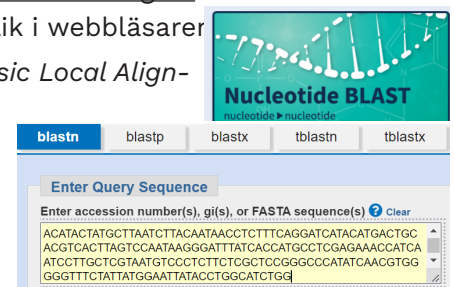 lik i webbläsaren
sic Local Align-
Nucleotide BLAST
nucleotide ▸ nucleotide
blastn blastp blastx tblastn tblastx
Enter Query Sequence
Enter accession number(s), gi(s), or FASTA sequence(s) Clear
ACATACTATGCTTAATCTTACAATAACCTCTTTCAGGATCATACATGACTGC
ACGTCACTTAGTCCAATAAGGGATTTATCACCATGCCTCGAGAAACCATCA
ATCCTTGCTCGTAATGTCCCTCTTCTCGCTCCGGGCCCATATCAACGTGG
GGGTTTCTATTATGGAATTATACCTGGCATCTGG